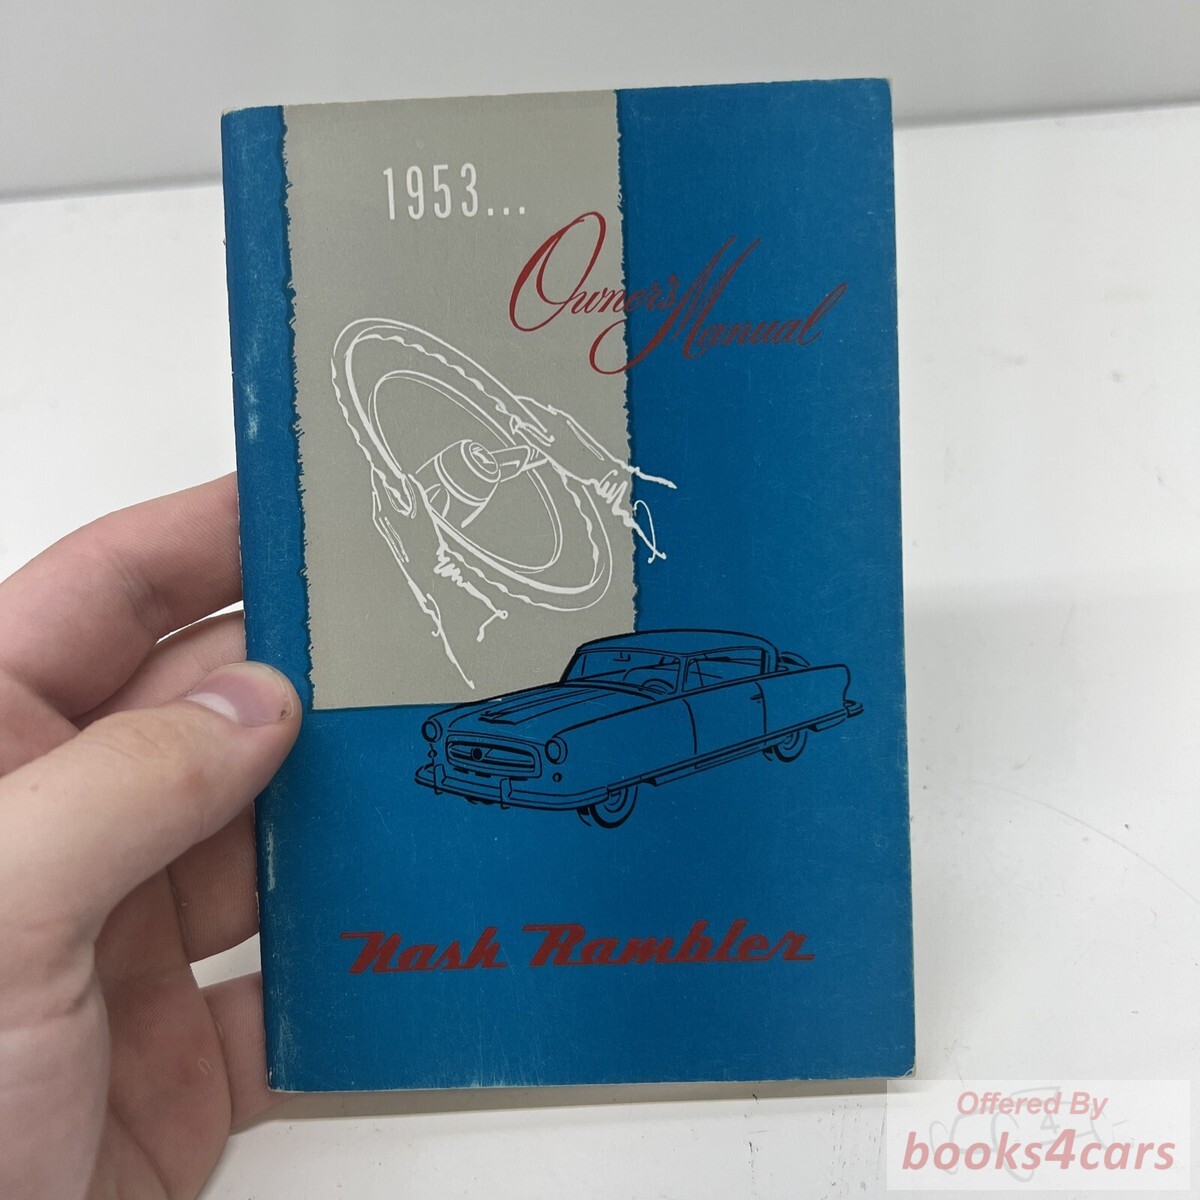 1953...
Owner's Manual
Nash Rambler
Offered By
books4cars